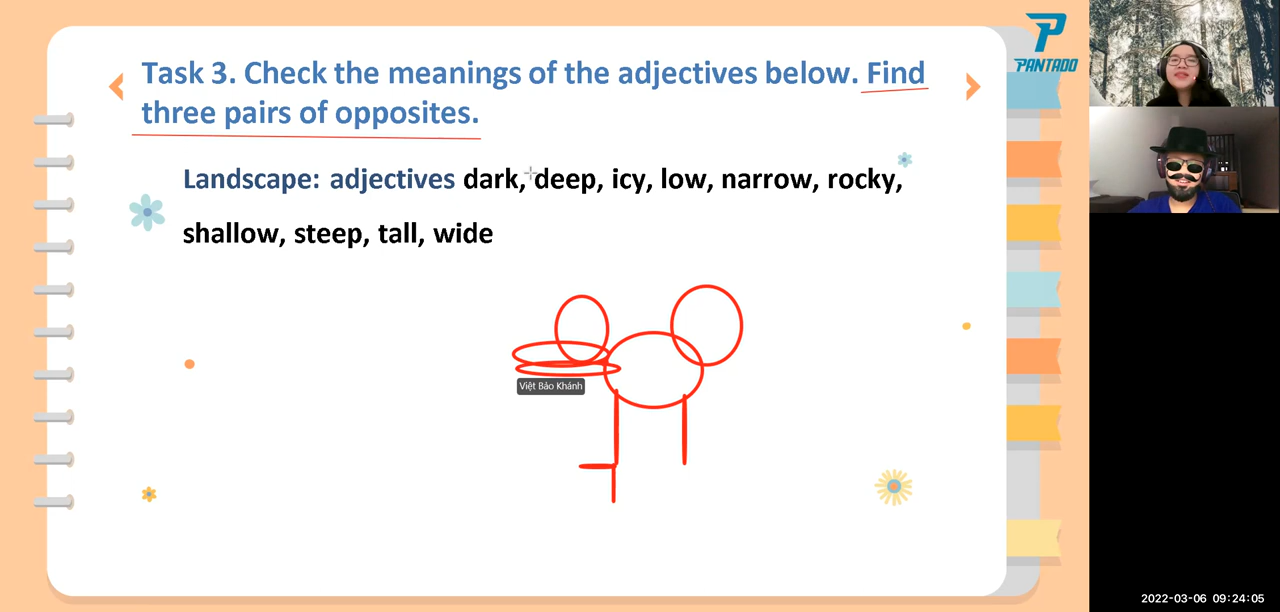 Task 3. Check the meanings of the adjectives below. Find
three pairs of opposites.
Landscape: adjectives dark, deep, icy, low, narrow, rocky,
shallow, steep, tall, wide
Việt Bảo Khánh
PANTADO
2022-03-06 09:24:05